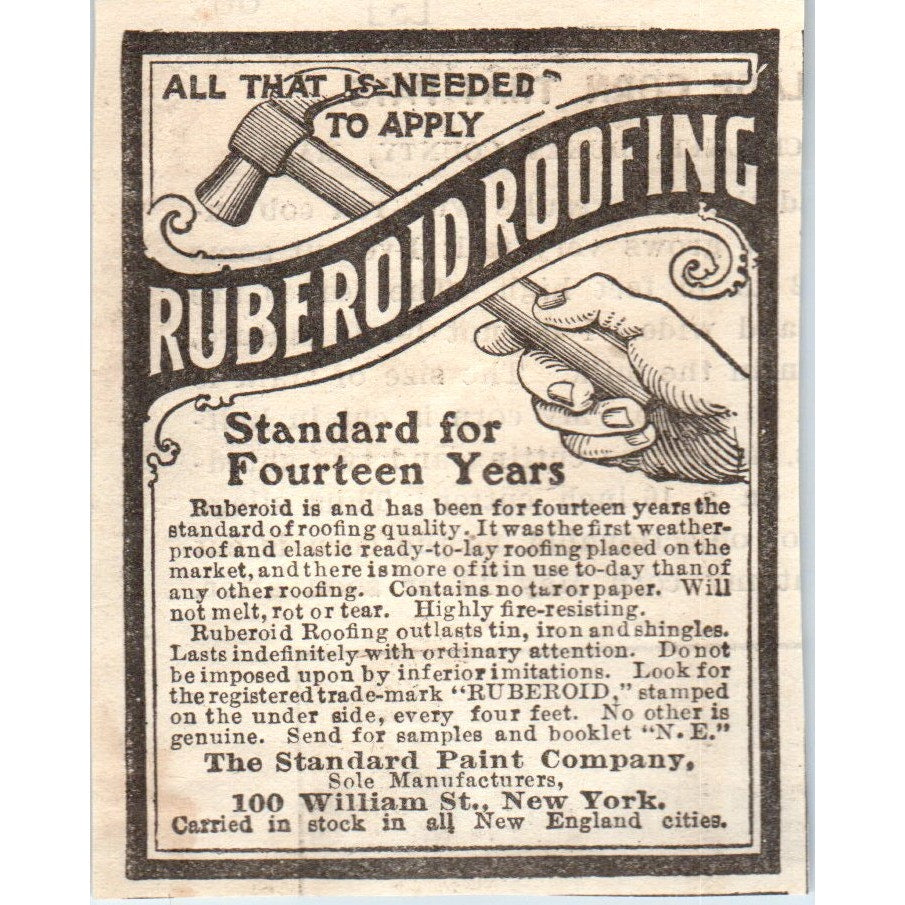 ALL THAT IS NEEDED
TO APPLY
RUBEROID ROOFING
Standard for
Fourteen Years
Ruberoid is and has been for fourteen years the
standard of roofing quality. It was the first weather-
proof and elastic ready-to-lay roofing placed on the
market, and there is more of it in use to-day than of
any other roofing. Contains no tar or paper. Will
not melt, rot or tear. Highly fire-resisting.
Ruberoid Roofing outlasts tin, iron and shingles.
Lasts indefinitely with ordinary attention. Do not
be imposed upon by inferior imitations. Look for
the registered trade-mark "RUBEROID," stamped
on the under side, every four feet. No other is
genuine. Send for samples and booklet "N. E."
The Standard Paint Company,
Sole Manufacturers,
100 William St., New York.
Carried in stock in all New England cities.